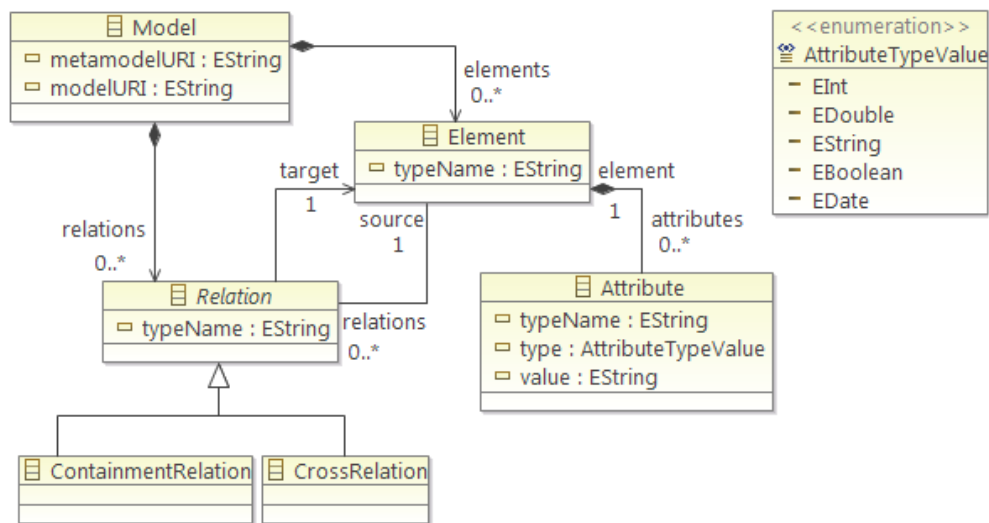 Model
metamodelURI : EString
modelURI : EString
<<enumeration>>
AttributeTypeValue
EInt
EDouble
EString
EBoolean
EDate
elements
0..*
Element
typeName : EString
target
1
source
1
element
1
attributes
0..*
relations
0..*
Relation
typeName : EString
relations
0..*
Attribute
typeName : EString
type : AttributeTypeValue
value : EString
ContainmentRelation
CrossRelation